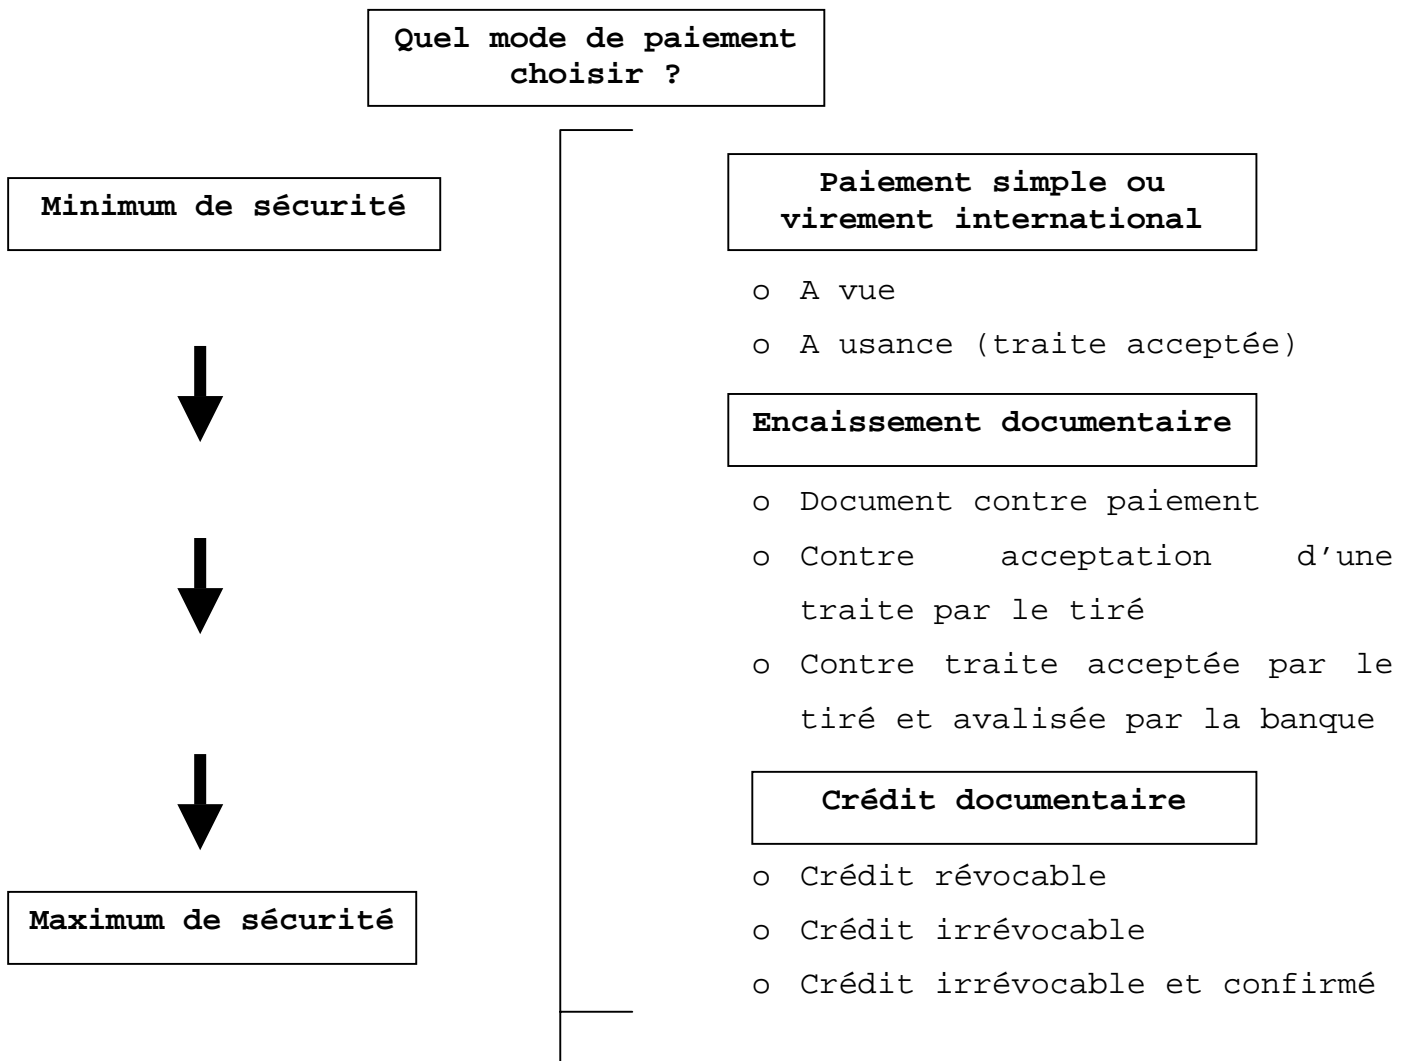 Quel mode de paiement
choisir ?
Minimum de sécurité
Paiement simple ou
virement international
o A vue
o A usance (traite acceptée)
Encaissement documentaire
o Document contre paiement
o Contre acceptation d’une
traite par le tiré
o Contre traite acceptée par le
tiré et avalisée par la banque
Crédit documentaire
o Crédit révocable
Maximum de sécurité
o Crédit irrévocable
o Crédit irrévocable et confirmé